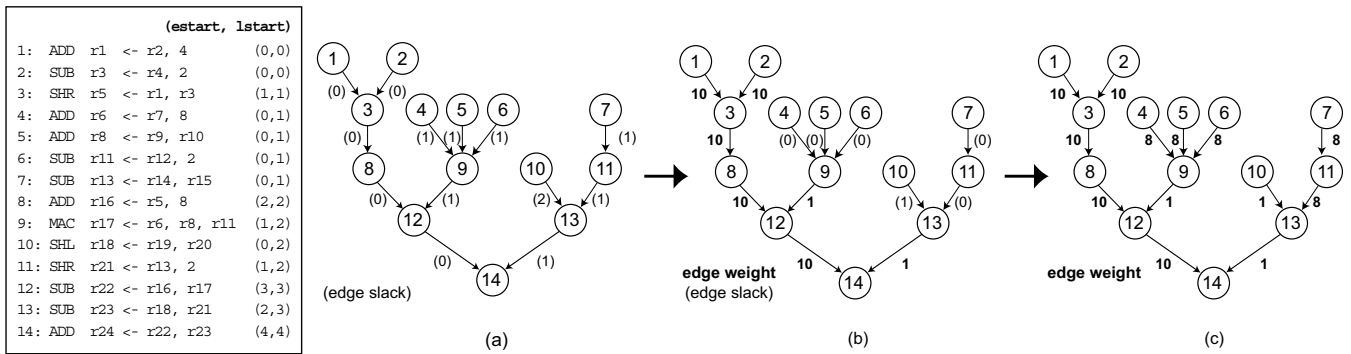 (estart, lstart)
1: ADD r1 <- r2, 4 (0,0)
2: SUB r3 <- r4, 2 (0,0)
3: SHR r5 <- r1, r3 (1,1)
4: ADD r6 <- r7, 8 (0,1)
5: ADD r8 <- r9, r10 (0,1)
6: SUB r11 <- r12, 2 (0,1)
7: SUB r13 <- r14, r15 (0,1)
8: ADD r16 <- r5, 8 (2,2)
9: MAC r17 <- r6, r8, r11 (1,2)
10: SHL r18 <- r19, r20 (0,2)
11: SHR r21 <- r13, 2 (1,2)
12: SUB r22 <- r16, r17 (3,3)
13: SUB r23 <- r18, r21 (2,3)
14: ADD r24 <- r22, r23 (4,4)
1 2
(0) (0)
3 4 5 6 7
(0) (1) (1) (1) (1)
8 9 10 11
(0) (1) (2) (1)
12 13
(0) (1)
14
(edge slack)
(a)
1 2
10 10
3 4 5 6 7
10 (0) (0) (0) (0)
8 9 10 11
10 1 (1) (0)
12 13
10 1
14
edge weight
(edge slack)
(b)
1 2
10 10
3 4 5 6 7
10 8 8 8 8
8 9 10 11
10 1 1 8
12 13
10 1
14
edge weight
(c)